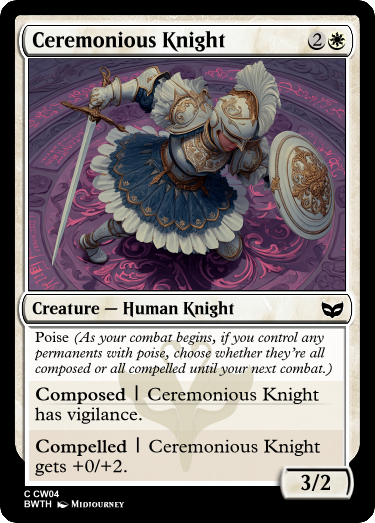 Ceremonious Knight 2
Creature — Human Knight
Poise (As your combat begins, if you control any
permanents with poise, choose whether they're all
composed or all compelled until your next combat.)
Composed | Ceremonious Knight
has vigilance.
Compelled | Ceremonious Knight
gets +0/+2.
3/2
C CW04
BWTH Midjourney